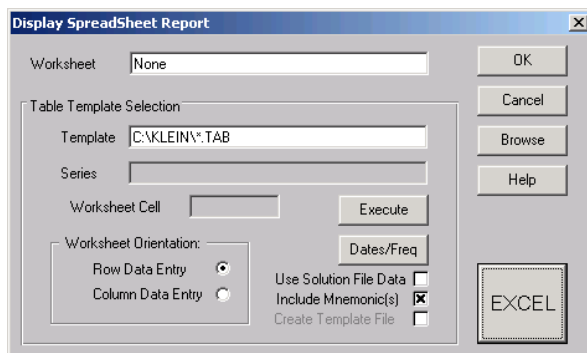 Display SpreadSheet Report
Worksheet None
OK
Cancel
Browse
Help
Table Template Selection
Template C:\KLEIN\*.TAB
Series
Worksheet Cell
Execute
Worksheet Orientation:
Row Data Entry
Column Data Entry
Dates/Freq
Use Solution File Data
Include Mnemonic(s)
Create Template File
EXCEL